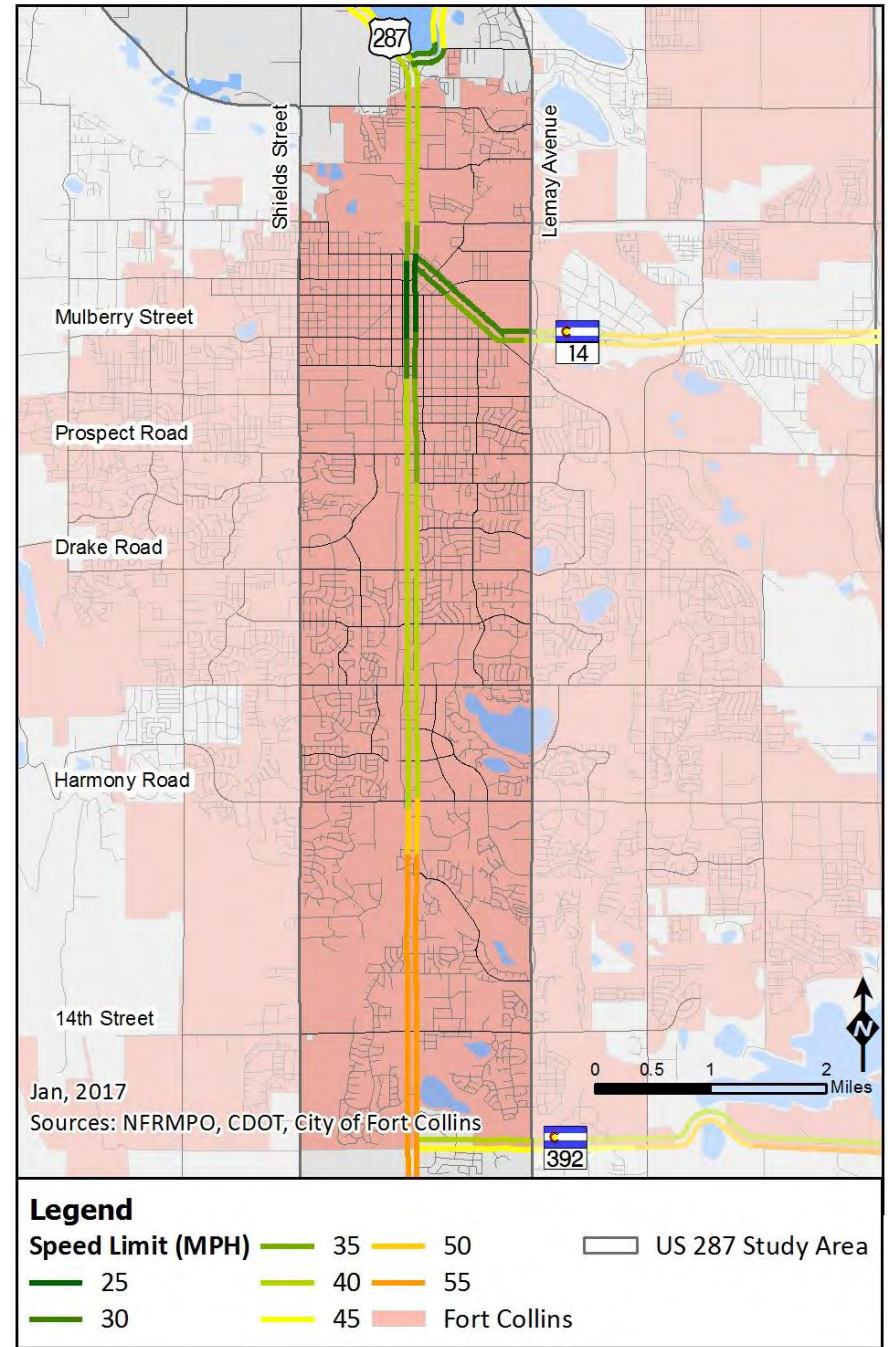 287
Shields Street
Lemay Avenue
Mulberry Street
C
14
Prospect Road
Drake Road
Harmony Road
14th Street
N
0 0.5 1 2
Miles
Jan, 2017
Sources: NFRMPO, CDOT, City of Fort Collins
C
392
Legend
Speed Limit (MPH) 35 50 US 287 Study Area
25 40 55
30 45 Fort Collins